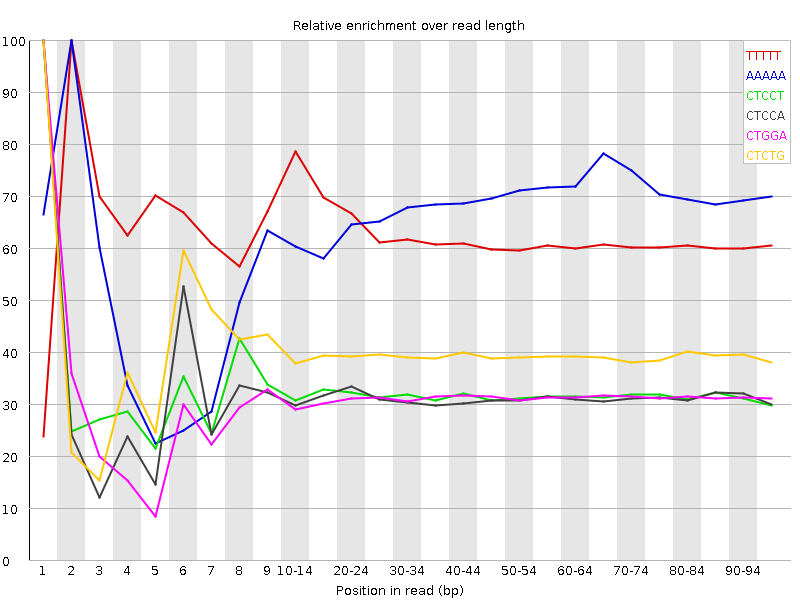 Relative enrichment over read length
100
90
80
70
60
50
40
30
20
10
0
TTTTT
AAAAA
CTCCT
CTCCA
CTGGA
CTCTG
1 2 3 4 5 6 7 8 9 10-14 20-24 30-34 40-44 50-54 60-64 70-74 80-84 90-94
Position in read (bp)